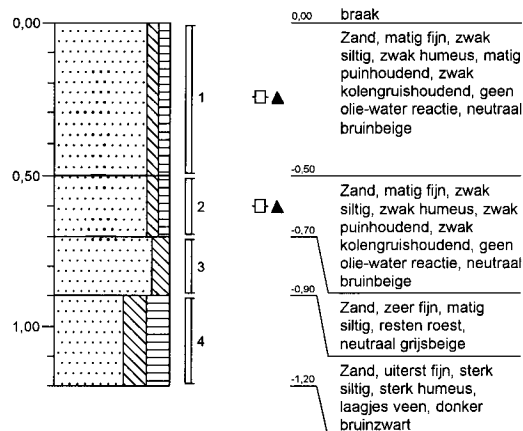 0,00
0,50
1,00
1
2
3
4
0,00 braak
Zand, matig fijn, zwak
siltig, zwak humeus, matig
puinhoudend, zwak
kolengruishoudend, geen
olie-water reactie, neutraal
bruinbeige
-0,50
Zand, matig fijn, zwak
siltig, zwak humeus, zwak
puinhoudend, zwak
kolengruishoudend, geen
olie-water reactie, neutraal
bruinbeige
-0,70
-0,90
Zand, zeer fijn, matig
siltig, resten roest,
neutraal grijsbeige
-1,20
Zand, uiterst fijn, sterk
siltig, sterk humeus,
laagjes veen, donker
bruinzwart